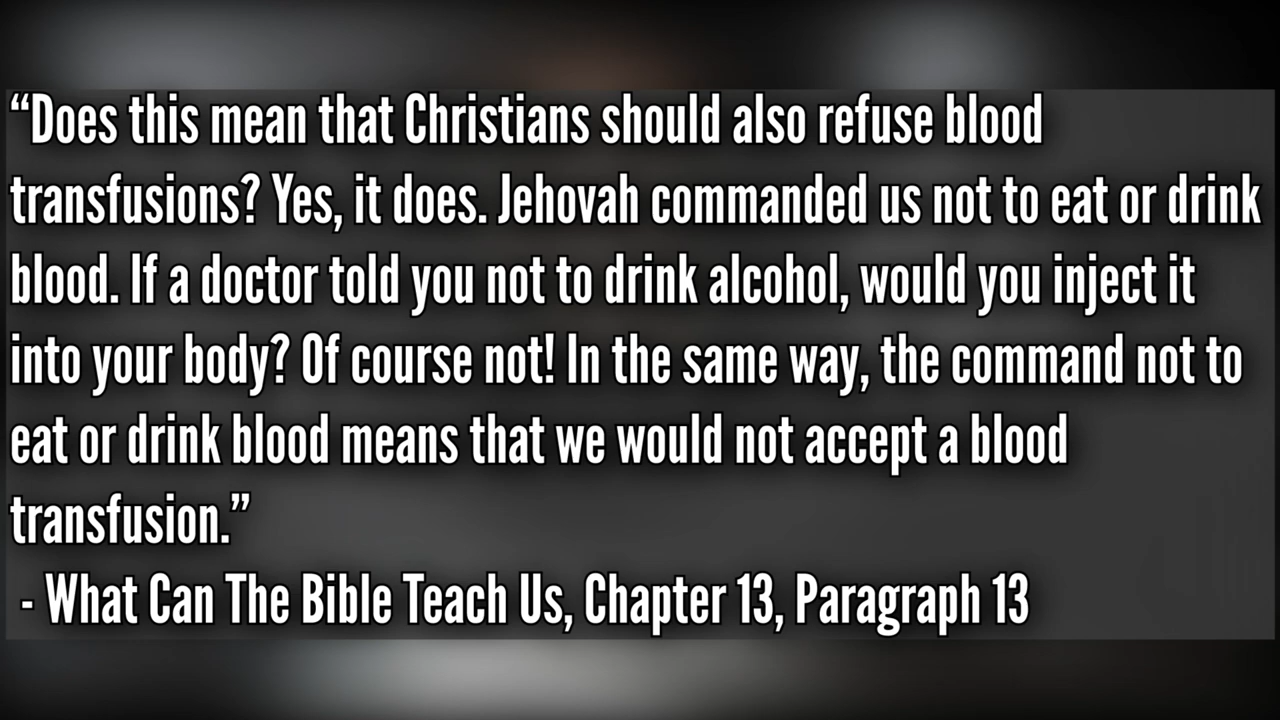 “Does this mean that Christians should also refuse blood
transfusions? Yes, it does. Jehovah commanded us not to eat or drink
blood. If a doctor told you not to drink alcohol, would you inject it
into your body? Of course not! In the same way, the command not to
eat or drink blood means that we would not accept a blood
transfusion.”
- What Can The Bible Teach Us, Chapter 13, Paragraph 13